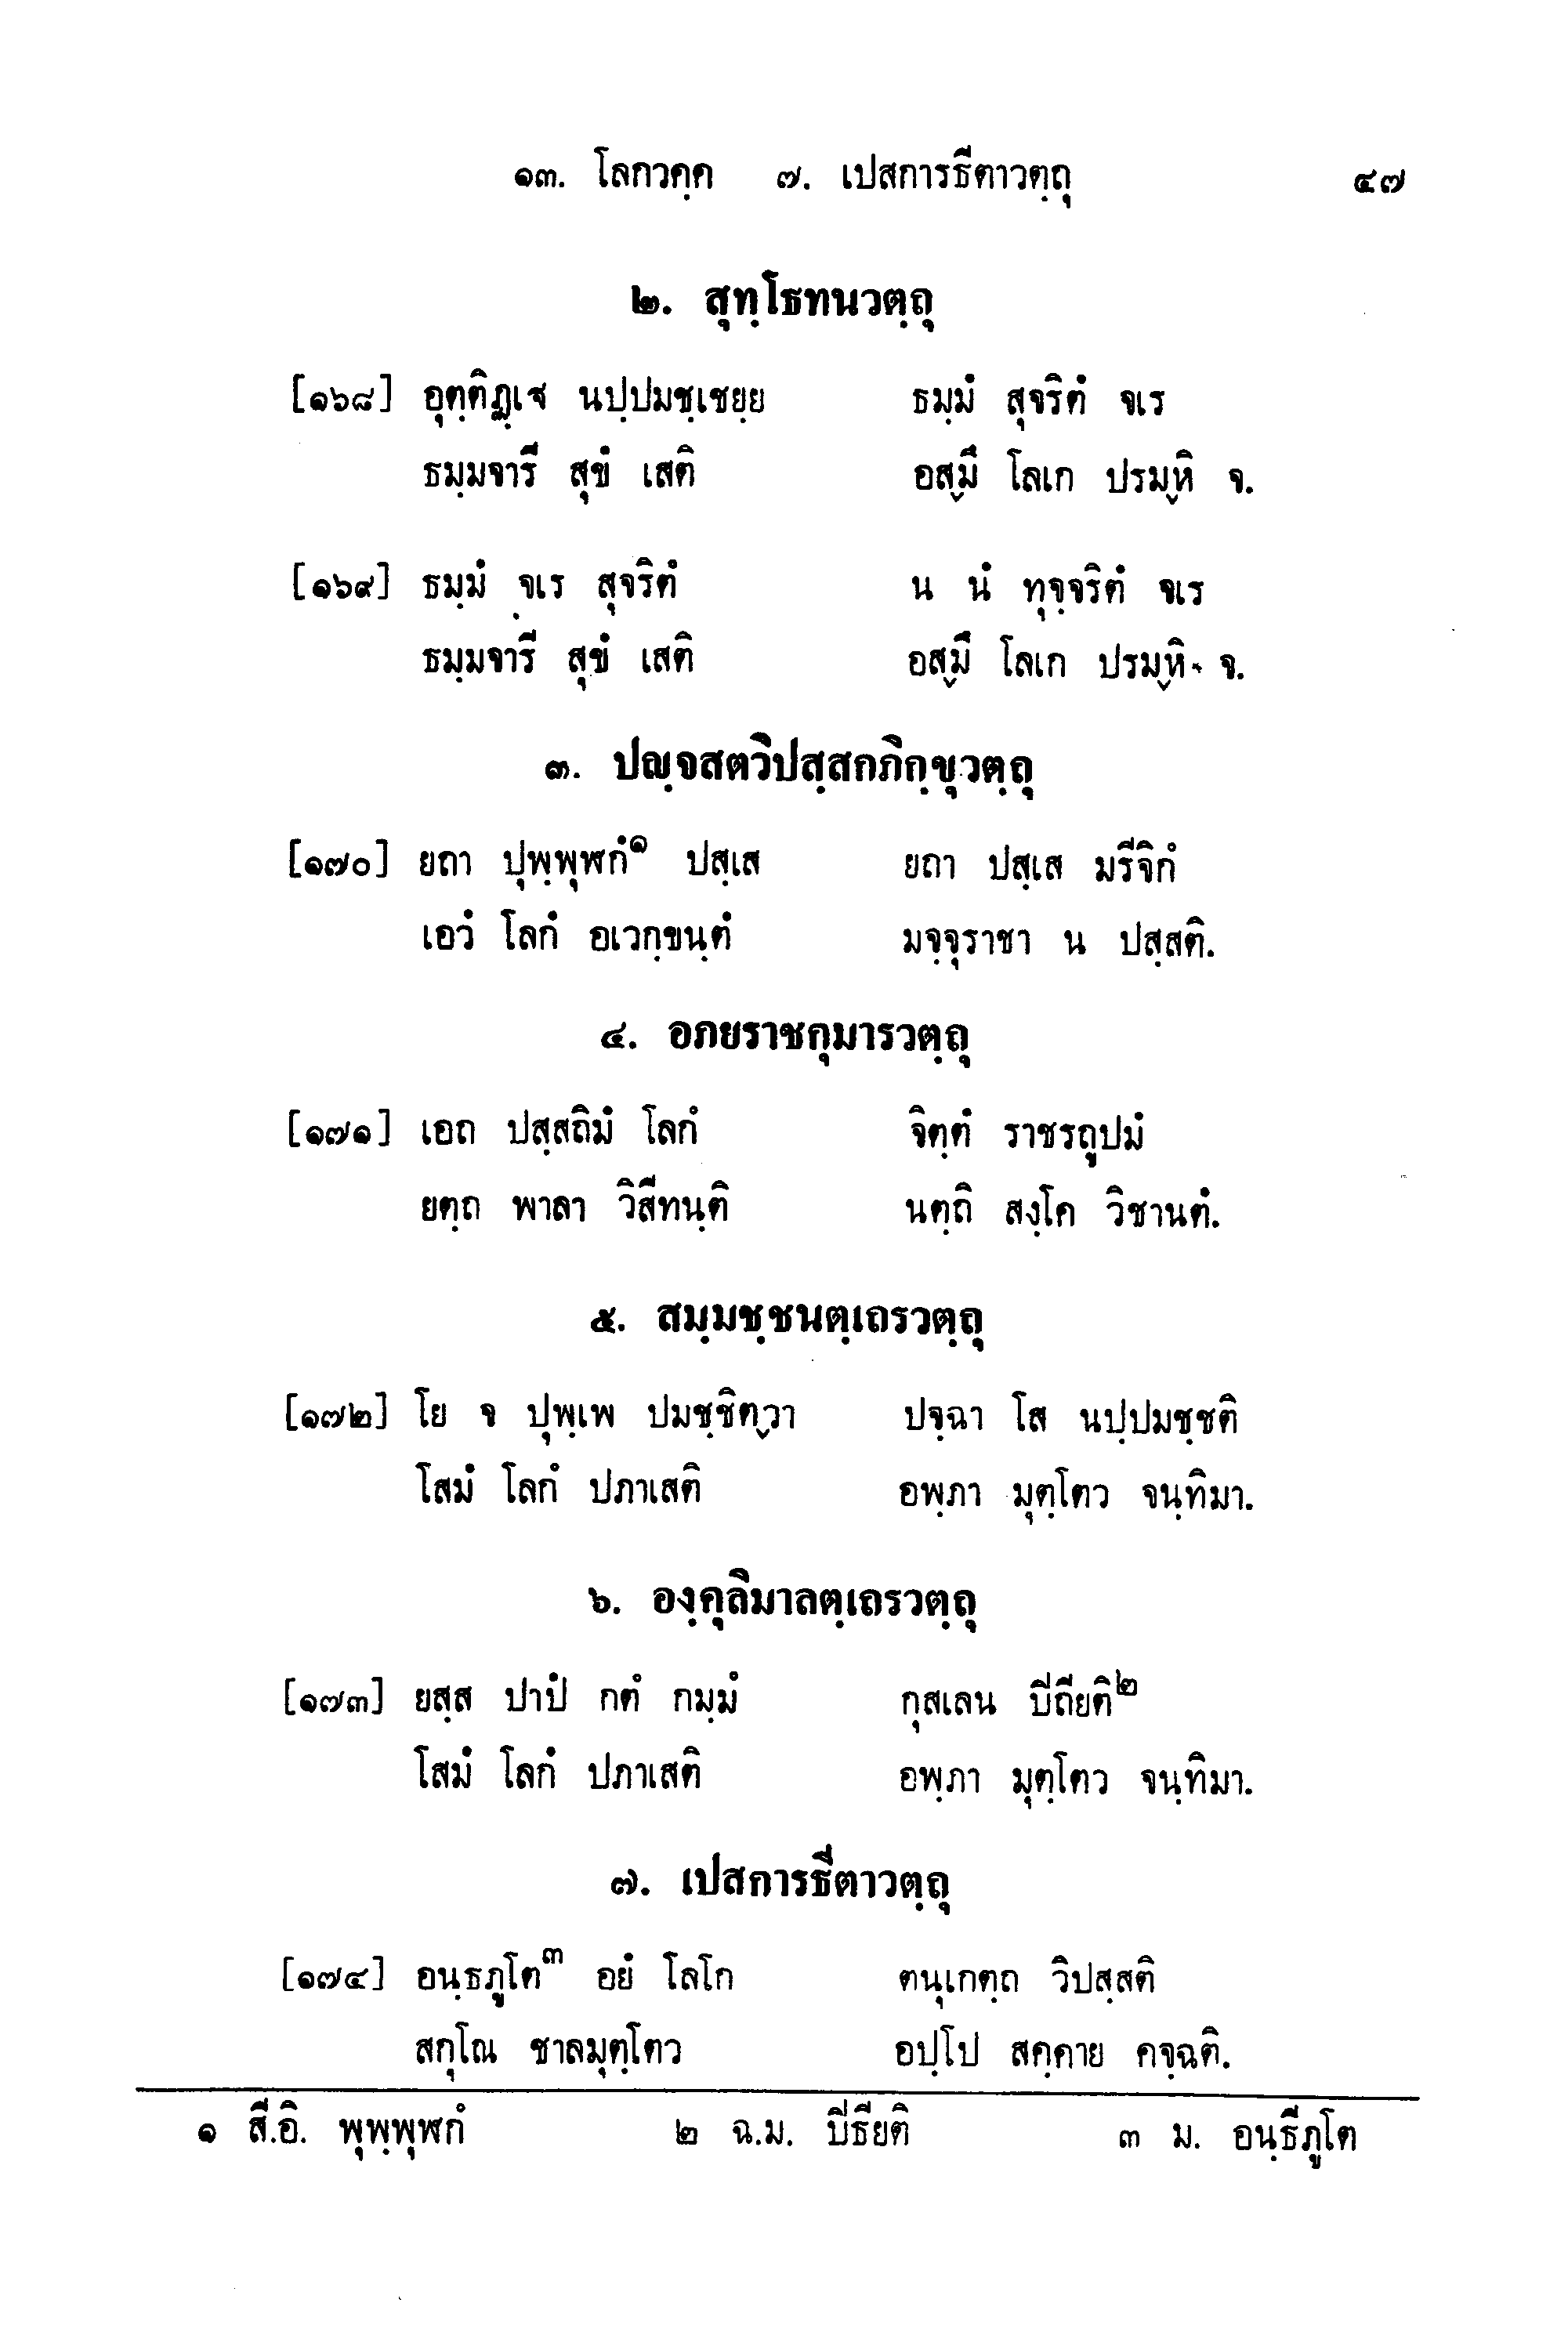 ๑๓. โลกวคฺค ๗. เปสการธีตาวตฺถุ ๔๗
๒. สุทฺโธทนวตฺถุ
[๑๖๘] อุตฺติฏฺเฐ นปฺปมชฺเชยฺย ธมฺมํ สุจริตํ จเร
ธมฺมจารี สุขํ เสติ อสฺมึ โลเก ปรมฺหิ จ.
[๑๖๙] ธมฺมํ จเร สุจริตํ น นํ ทุจฺจริตํ จเร
ธมฺมจารี สุขํ เสติ อสฺมึ โลเก ปรมฺหิ จ.
๓. ปญฺจสตวิปสฺสกภิกฺขุวตฺถุ
[๑๗๐] ยถา ปุพฺพุฬกํ๑ ปสฺเส ยถา ปสฺเส มรีจิกํ
เอวํ โลกํ อเวกฺขนฺตํ มจฺจุราชา น ปสฺสติ.
๔. อภยราชกุมารวตฺถุ
[๑๗๑] เอถ ปสฺสถิมํ โลกํ จิตฺตํ ราชรถูปมํ
ยตฺถ พาลา วิสีทนฺติ นตฺถิ สงฺโค วิชานตํ.
๕. สมฺมชฺชนตฺเถรวตฺถุ
[๑๗๒] โย จ ปุพฺเพ ปมชฺชิตฺวา ปจฺฉา โส นปฺปมชฺชติ
โสมํ โลกํ ปภาเสติ อพฺภา มุตฺโตว จนฺทิมา.
๖. องฺคุลิมาลตฺเถรวตฺถุ
[๑๗๓] ยสฺส ปาปํ กตํ กมฺมํ กุสเลน ปีถียติ๒
โสมํ โลกํ ปภาเสติ อพฺภา มุตฺโตว จนฺทิมา.
๗. เปสการธีตาวตฺถุ
[๑๗๔] อนฺธภูโต๓ อยํ โลโก ตนุเกตฺถ วิปสฺสติ
สกุโณ ชาลมุตฺโตว อปฺโป สคฺคาย คจฺฉติ.
๑ สี.อิ. พุพฺพุฬกํ ๒ ฉ.ม. ปีธียติ ๓ ม. อนฺธีภูโต